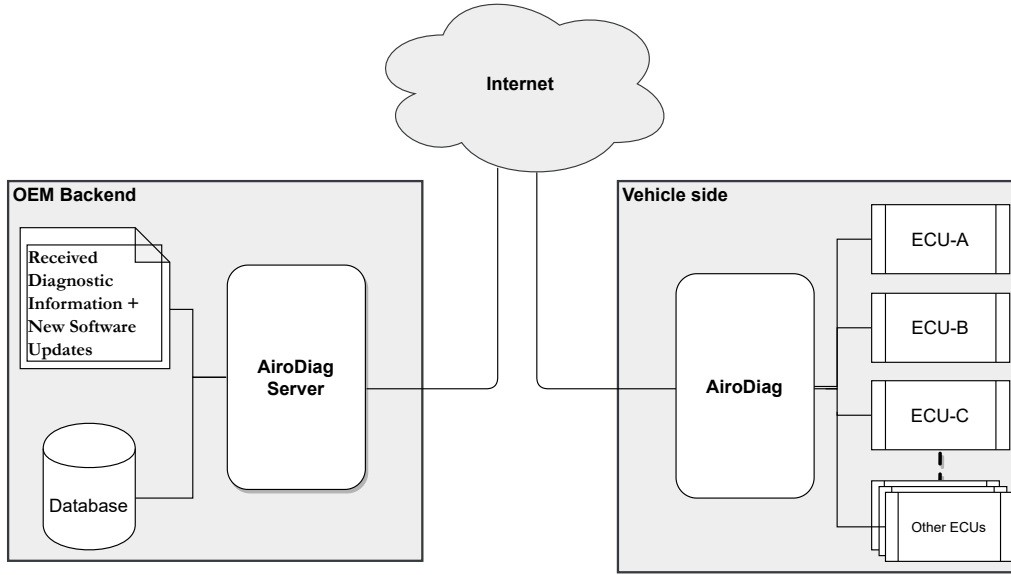 Internet
OEM Backend
Received
Diagnostic
Information +
New Software
Updates
AiroDiag
Server
Database
Vehicle side
AiroDiag
ECU-A
ECU-B
ECU-C
Other ECUs